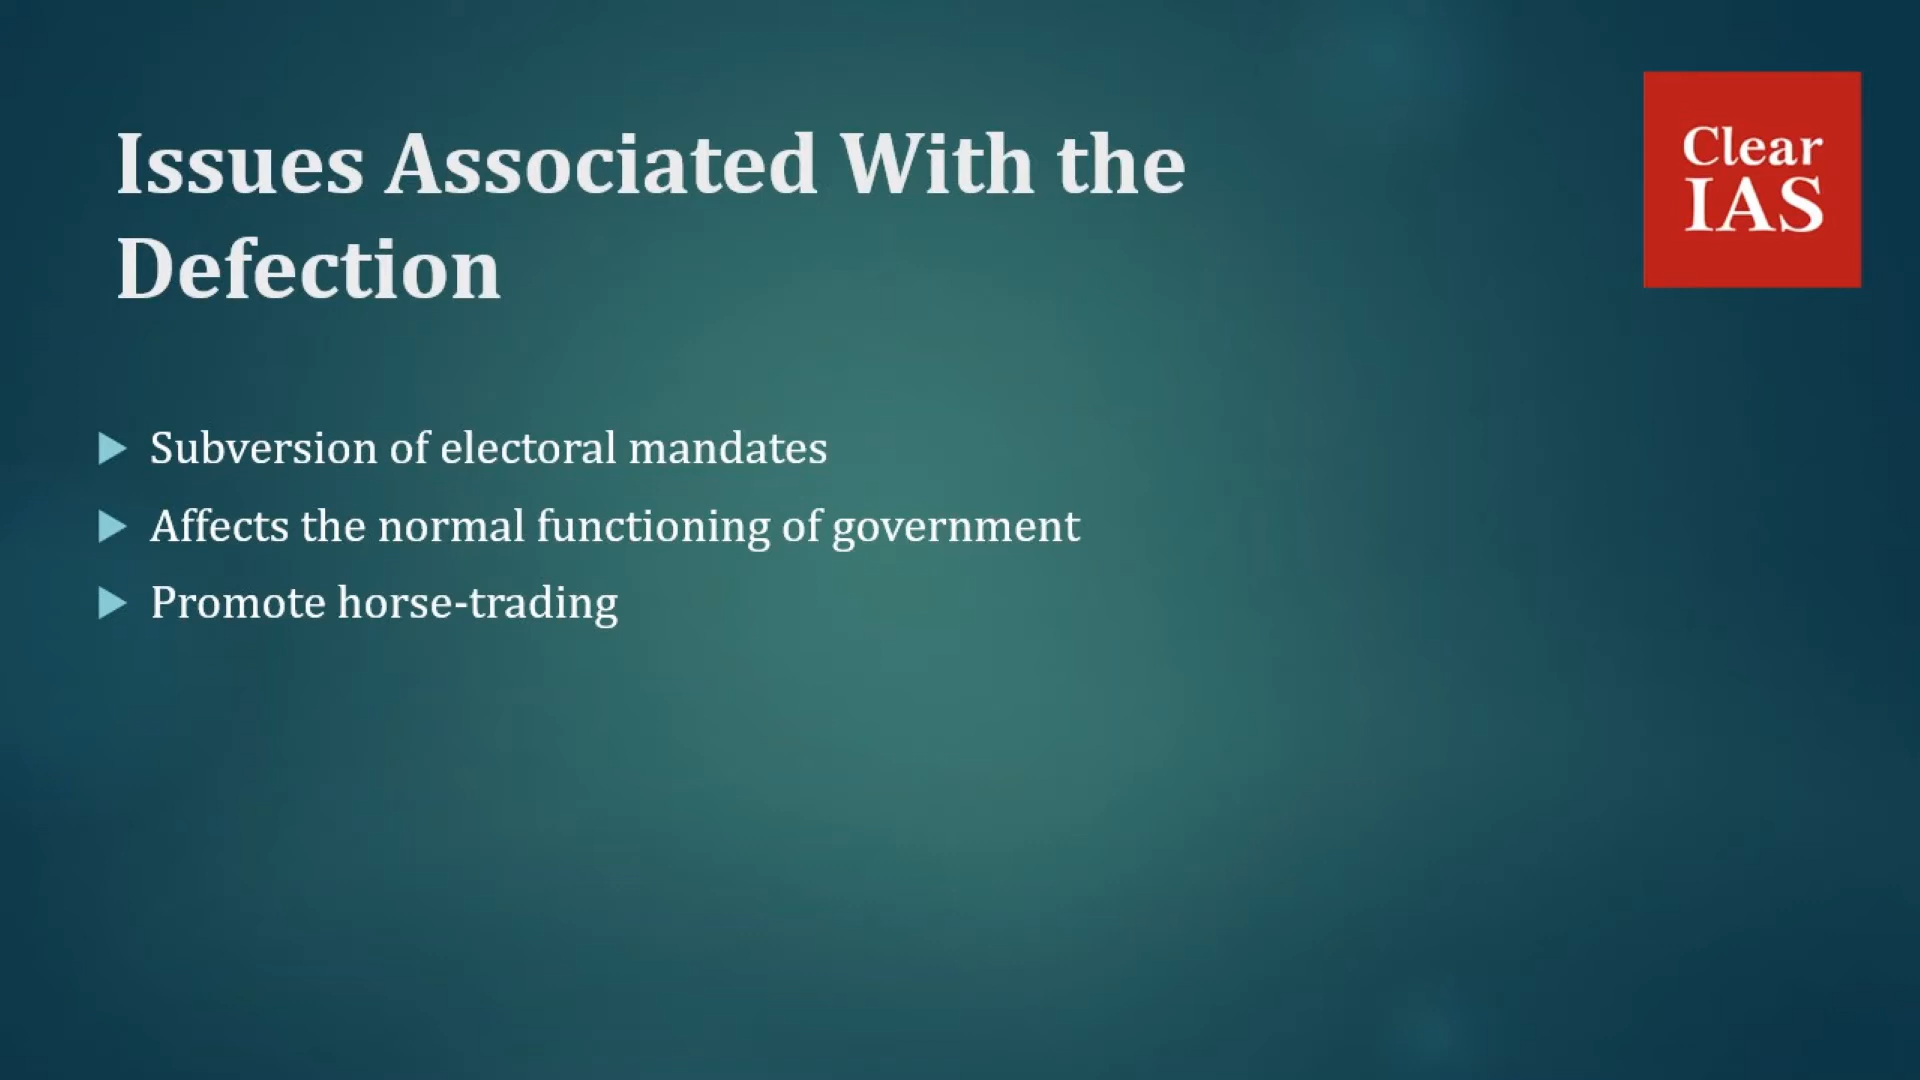 Issues Associated With the
Defection
Clear
IAS
Subversion of electoral mandates
Affects the normal functioning of government
Promote horse-trading